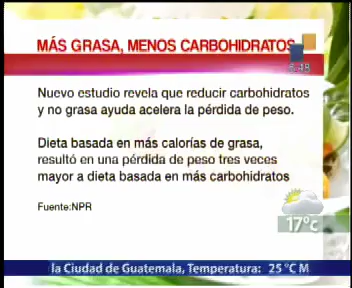 MÁS GRASA, MENOS CARBOHIDRATOS
5:48
Nuevo estudio revela que reducir carbohidratos
y no grasa ayuda acelera la pérdida de peso.
Dieta basada en más calorías de grasa,
resultó en una pérdida de peso tres veces
mayor a dieta basada en más carbohidratos
Fuente:NPR
17°c
la Ciudad de Guatemala, Temperatura: 25 °C M